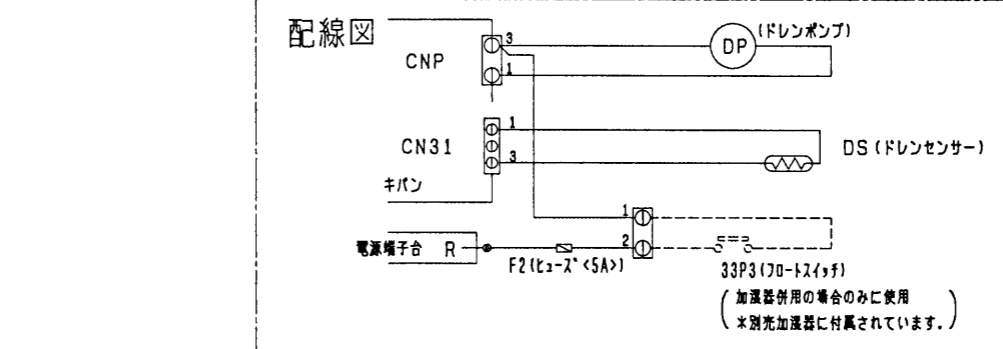 配線図
CNP
3
1
DP
(ドレンポンプ)
CN31
1
3
DS(ドレンセンサー)
キバン
電源端子台 R
F2(ヒューズ<5A>)
1
2
33P3(フロートスイッチ)
(加湿器併用の場合のみに使用
*別売加湿器に付属されています。)